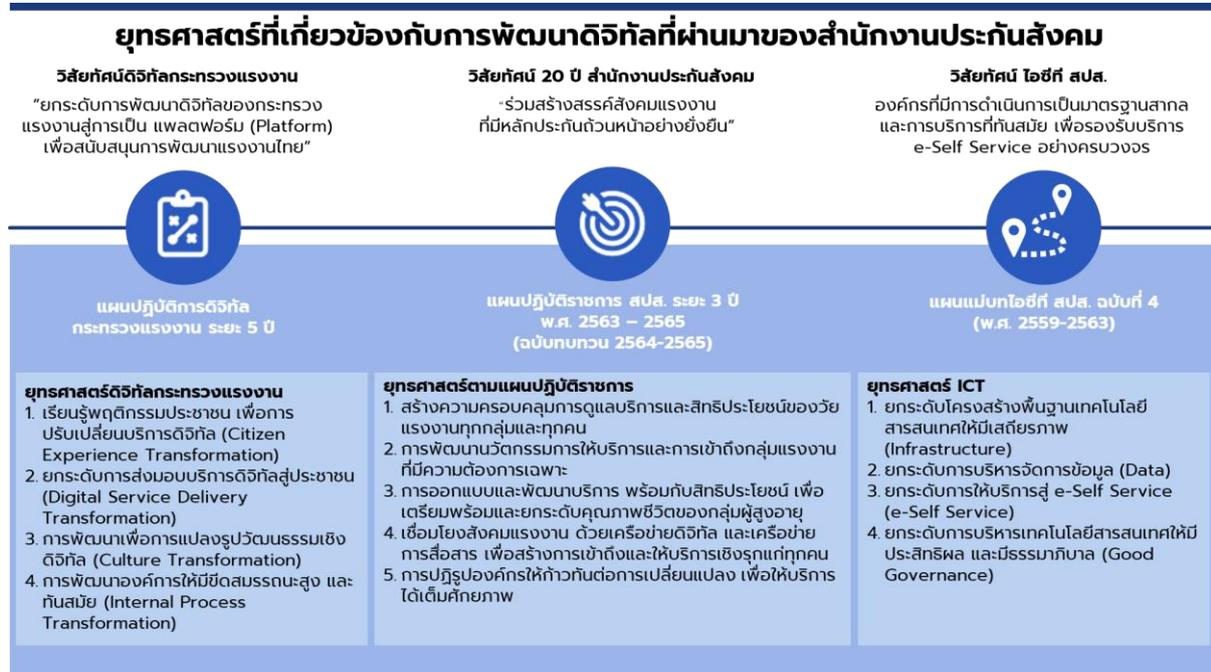 ยุทธศาสตร์ที่เกี่ยวข้องกับการพัฒนาดิจิทัลที่ผ่านมาของสำนักงานประกันสังคม
วิสัยทัศน์ดิจิทัลกระทรวงแรงงาน
“ยกระดับการพัฒนาดิจิทัลของกระทรวง
แรงงานสู่การเป็น แพลตฟอร์ม (Platform)
เพื่อสนับสนุนการพัฒนาแรงงานไทย”
แผนปฏิบัติการดิจิทัล
กระทรวงแรงงาน ระยะ 5 ปี
ยุทธศาสตร์ดิจิทัลกระทรวงแรงงาน
1. เรียนรู้พฤติกรรมประชาชน เพื่อการ
ปรับเปลี่ยนบริการดิจิทัล (Citizen
Experience Transformation)
2. ยกระดับการส่งมอบบริการดิจิทัลสู่ประชาชน
(Digital Service Delivery
Transformation)
3. การพัฒนาเพื่อการแปลงรูปวัฒนธรรมเชิง
ดิจิทัล (Culture Transformation)
4. การพัฒนาองค์การให้มีขีดสมรรถนะสูง และ
ทันสมัย (Internal Process
Transformation)
วิสัยทัศน์ 20 ปี สำนักงานประกันสังคม
“ร่วมสร้างสรรค์สังคมแรงงาน
ที่มีหลักประกันถ้วนหน้าอย่างยั่งยืน”
แผนปฏิบัติราชการ สปส. ระยะ 3 ปี
พ.ศ. 2563 – 2565
(ฉบับทบทวน 2564-2565)
ยุทธศาสตร์ตามแผนปฏิบัติราชการ
1. สร้างความครอบคลุมการดูแลบริการและสิทธิประโยชน์ของวัย
แรงงานทุกกลุ่มและทุกคน
2. การพัฒนานวัตกรรมการให้บริการและการเข้าถึงกลุ่มแรงงาน
ที่มีความต้องการเฉพาะ
3. การออกแบบและพัฒนาบริการ พร้อมกับสิทธิประโยชน์ เพื่อ
เตรียมพร้อมและยกระดับคุณภาพชีวิตของกลุ่มผู้สูงอายุ
4. เชื่อมโยงสังคมแรงงาน ด้วยเครือข่ายดิจิทัล และเครือข่าย
การสื่อสาร เพื่อสร้างการเข้าถึงและให้บริการเชิงรุกแก่ทุกคน
5. การปฏิรูปองค์กรให้ก้าวทันต่อการเปลี่ยนแปลง เพื่อให้บริการ
ได้เต็มศักยภาพ
วิสัยทัศน์ ไอซีที สปส.
องค์กรที่มีการดำเนินการเป็นมาตรฐานสากล
และการบริการที่ทันสมัย เพื่อรองรับบริการ
e-Self Service อย่างครบวงจร
แผนแม่บทไอซีที สปส. ฉบับที่ 4
(พ.ศ. 2559-2563)
ยุทธศาสตร์ ICT
1. ยกระดับโครงสร้างพื้นฐานเทคโนโลยี
สารสนเทศให้มีเสถียรภาพ
(Infrastructure)
2. ยกระดับการบริหารจัดการข้อมูล (Data)
3. ยกระดับการให้บริการสู่ e-Self Service
(e-Self Service)
4. ยกระดับการบริหารเทคโนโลยีสารสนเทศให้มี
ประสิทธิผล และมีธรรมาภิบาล (Good
Governance)